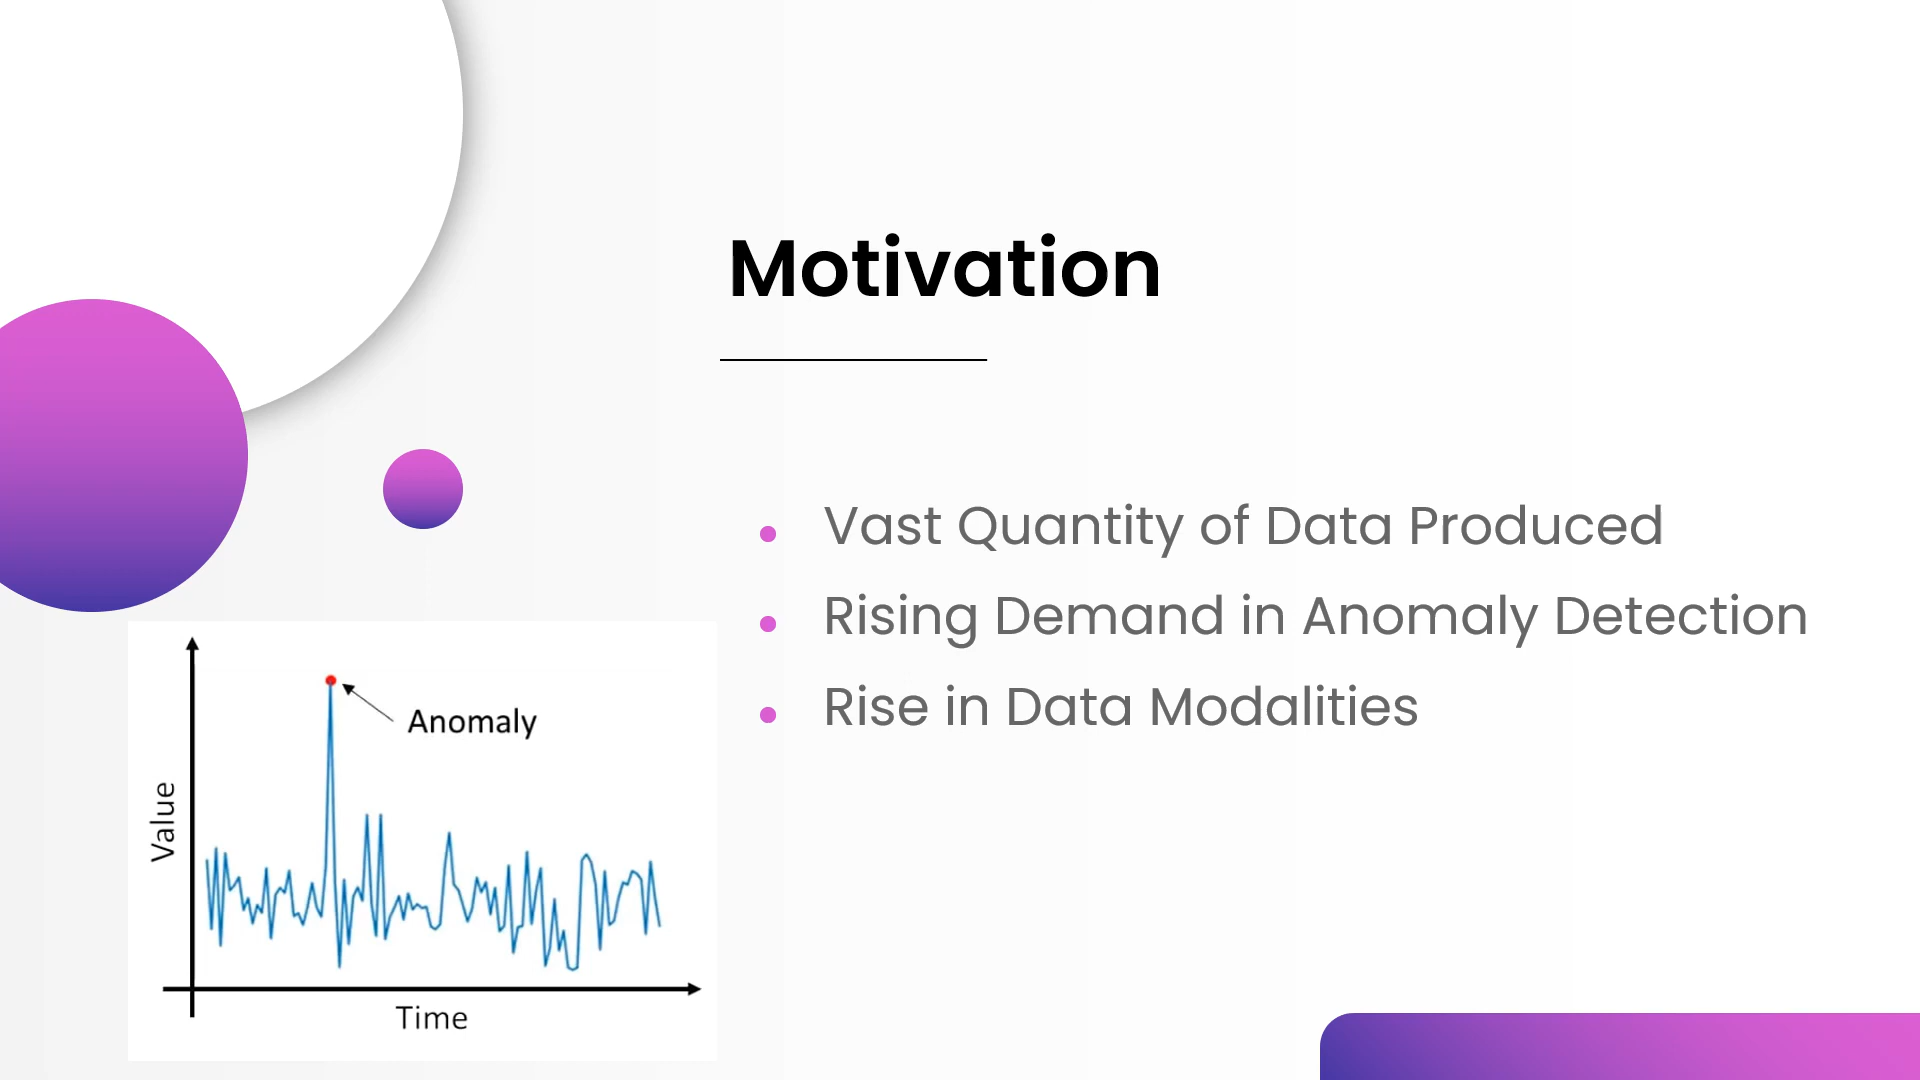 Motivation
Vast Quantity of Data Produced
Rising Demand in Anomaly Detection
Rise in Data Modalities
Anomaly
Value
Time